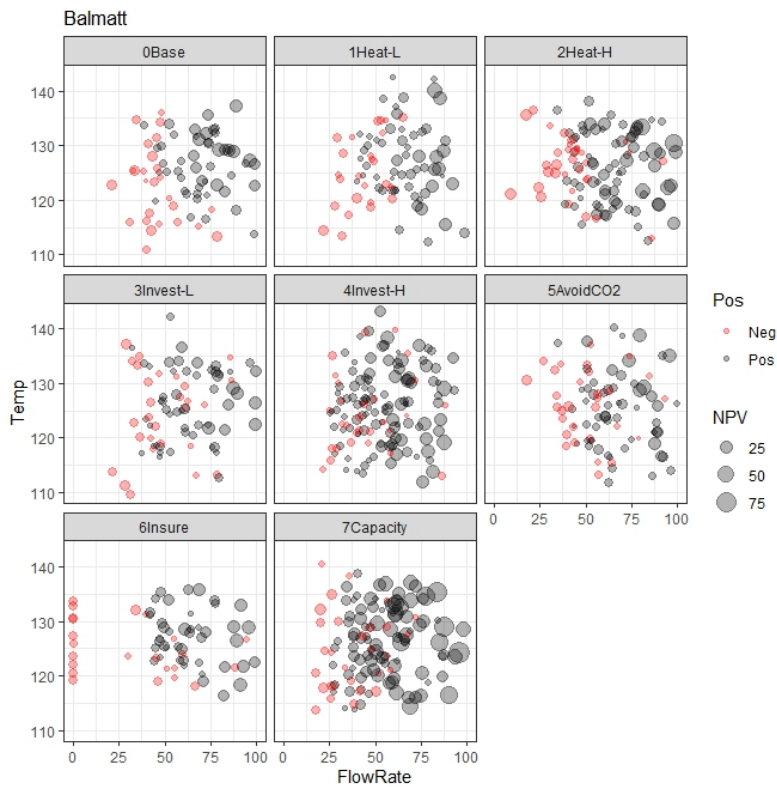 Balmatt
0Base 1Heat-L 2Heat-H
140
130
120
110
3Invest-L 4Invest-H 5AvoidCO2
140
130
120
110
6Insure 7Capacity
140
130
120
110
0 25 50 75 100
0 25 50 75 100
0 25 50 75 100
FlowRate
Temp
Pos
Neg
Pos
NPV
25
50
75